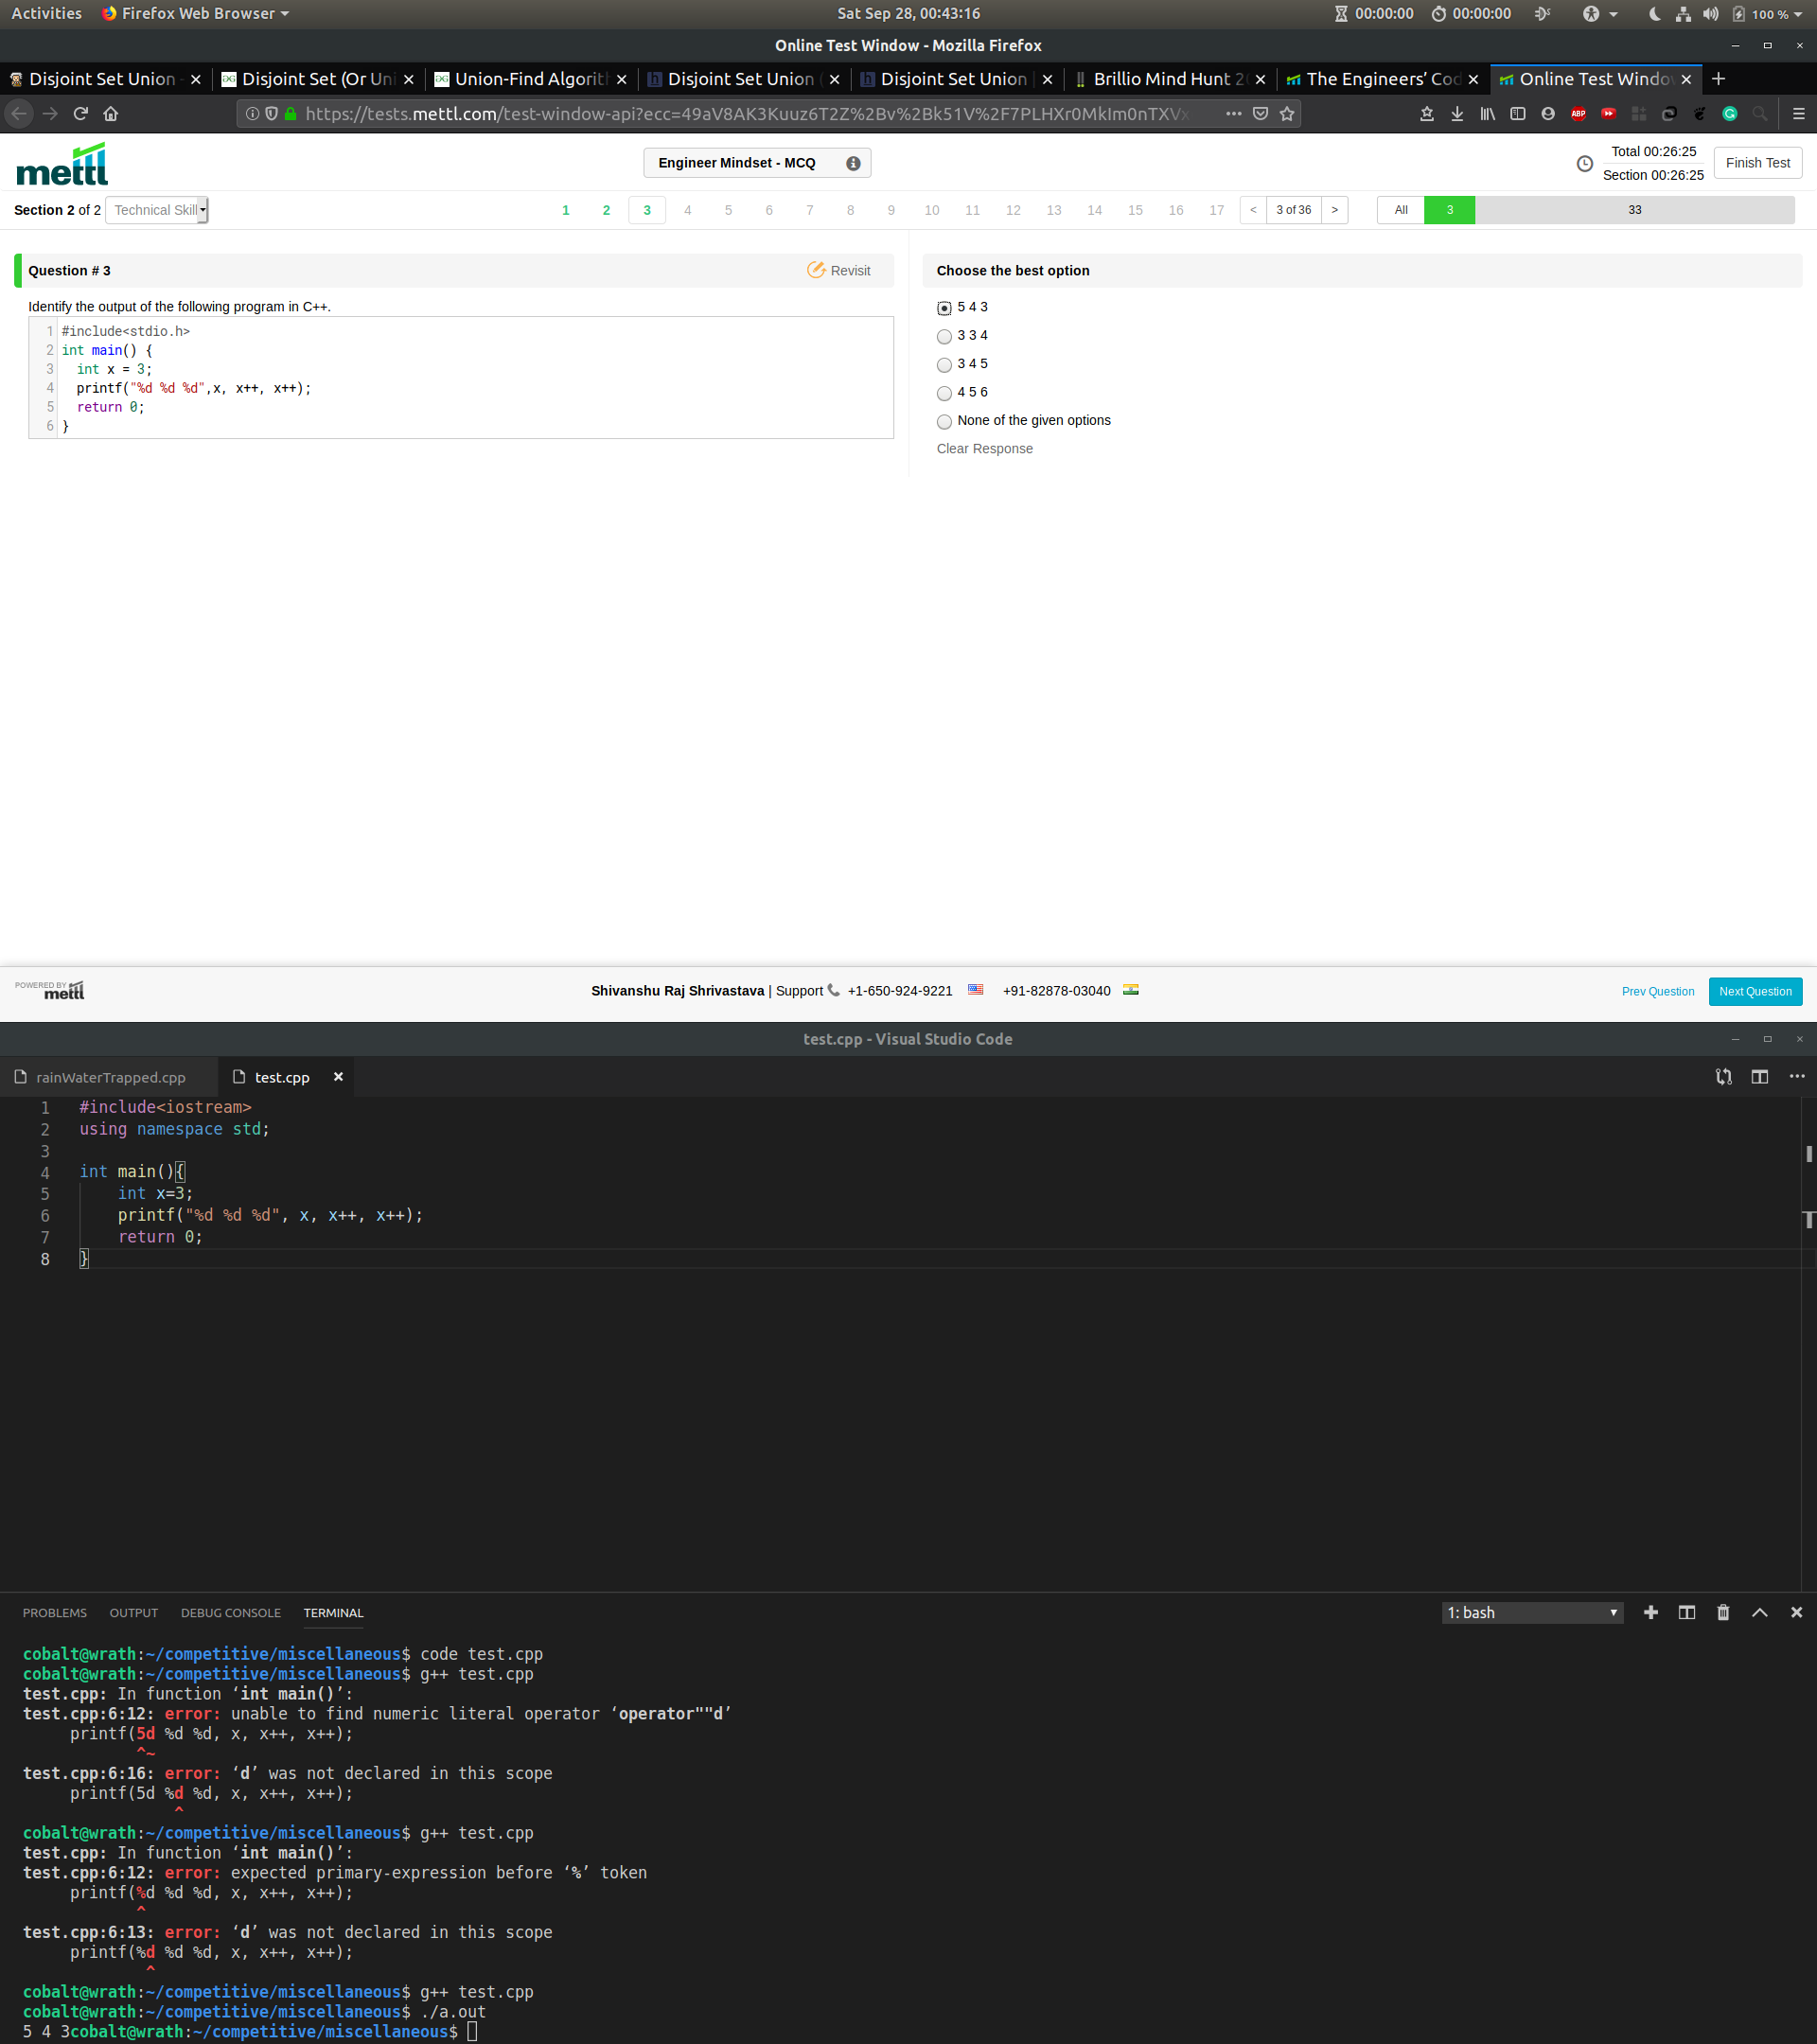 Activities Firefox Web Browser Sat Sep 28, 00:43:16 00:00:00 00:00:00 100 %
Online Test Window - Mozilla Firefox
Disjoint Set Union - Disjoint Set (Or Uni Union-Find Algorith Disjoint Set Union ( Disjoint Set Union | Brillio Mind Hunt 20 The Engineers’ Cod Online Test Window
https://tests.mettl.com/test-window-api?ecc=49aV8AK3Kuuz6T2Z%2Bv%2Bk51V%2F7PLHXr0MkIm0nTXVx
mettl Engineer Mindset - MCQ Total 00:26:25 Finish Test
Section 00:26:25
Section 2 of 2 Technical Skill 1 2 3 4 5 6 7 8 9 10 11 12 13 14 15 16 17 < 3 of 36 > All 3 33
Question # 3 Revisit
Identify the output of the following program in C++.
1 #include<stdio.h>
2 int main() {
3 int x = 3;
4 printf("%d %d %d",x, x++, x++);
5 return 0;
6 }
Choose the best option
5 4 3
3 3 4
3 4 5
4 5 6
None of the given options
Clear Response
POWERED BY mettl Shivanshu Raj Shrivastava | Support +1-650-924-9221 +91-82878-03040 Prev Question Next Question
test.cpp - Visual Studio Code
rainWaterTrapped.cpp test.cpp
1 #include<iostream>
2 using namespace std;
3
4 int main(){
5 int x=3;
6 printf("%d %d %d", x, x++, x++);
7 return 0;
8 }
PROBLEMS OUTPUT DEBUG CONSOLE TERMINAL 1: bash
cobalt@wrath:~/competitive/miscellaneous$ code test.cpp
cobalt@wrath:~/competitive/miscellaneous$ g++ test.cpp
test.cpp: In function ‘int main()’:
test.cpp:6:12: error: unable to find numeric literal operator ‘operator""d’
printf(5d %d %d, x, x++, x++);
^~
test.cpp:6:16: error: ‘d’ was not declared in this scope
printf(5d %d %d, x, x++, x++);
^
cobalt@wrath:~/competitive/miscellaneous$ g++ test.cpp
test.cpp: In function ‘int main()’:
test.cpp:6:12: error: expected primary-expression before ‘%’ token
printf(%d %d %d, x, x++, x++);
^
test.cpp:6:13: error: ‘d’ was not declared in this scope
printf(%d %d %d, x, x++, x++);
^
cobalt@wrath:~/competitive/miscellaneous$ g++ test.cpp
cobalt@wrath:~/competitive/miscellaneous$ ./a.out
5 4 3cobalt@wrath:~/competitive/miscellaneous$